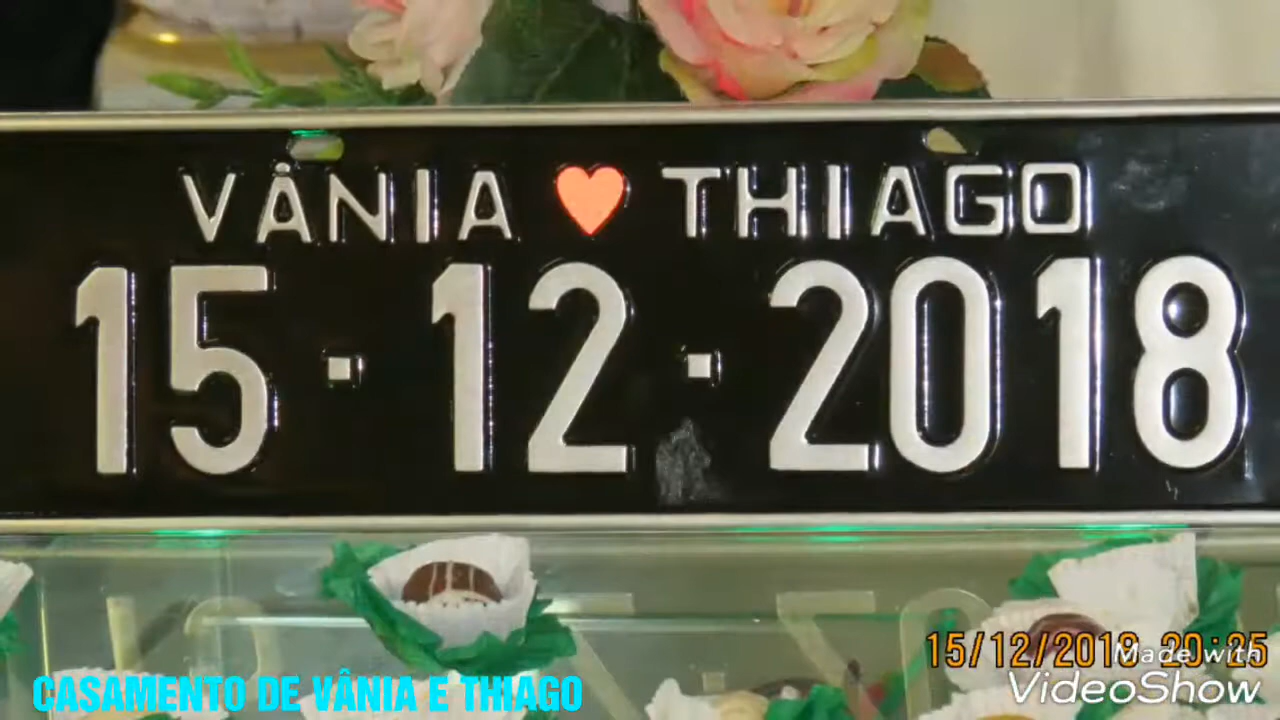 VÂNIA ♥ THIAGO
15·12·2018
15/12/2018 20:25
Made with
VideoShow
CASAMENTO DE VÂNIA E THIAGO